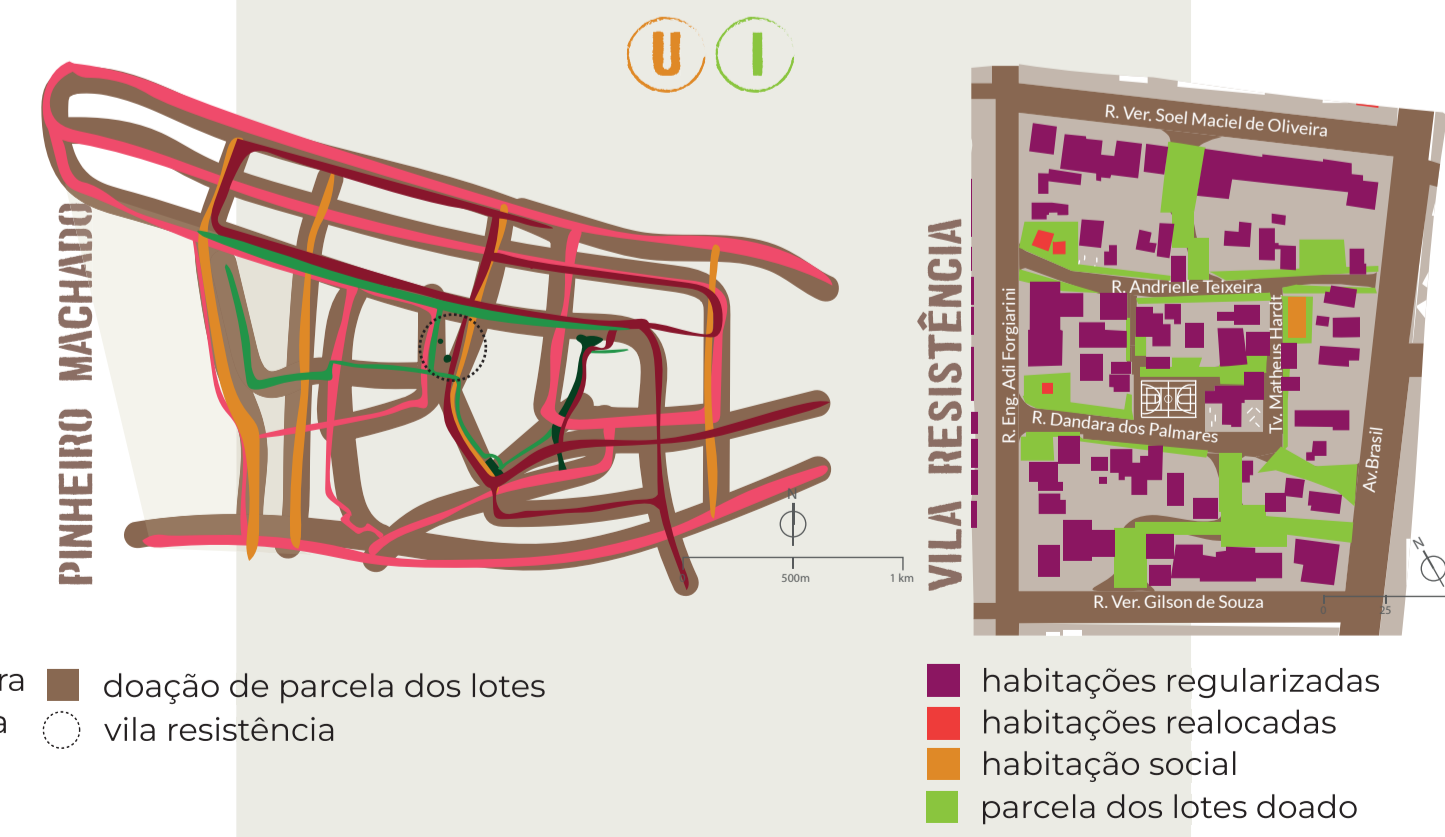 U I
PINHEIRO MACHADO
N
500m
1 km
ra
a
doação de parcela dos lotes
vila resistência
VILA RESISTÊNCIA
R. Ver. Soel Maciel de Oliveira
R. Andrielle Teixeira
R. Eng. Adi Forgiarini
Tv. Matheus Hardt
R. Dandara dos Palmares
Av.Brasil
R. Ver. Gilson de Souza
N
0
25
habitações regularizadas
habitações realocadas
habitação social
parcela dos lotes doado